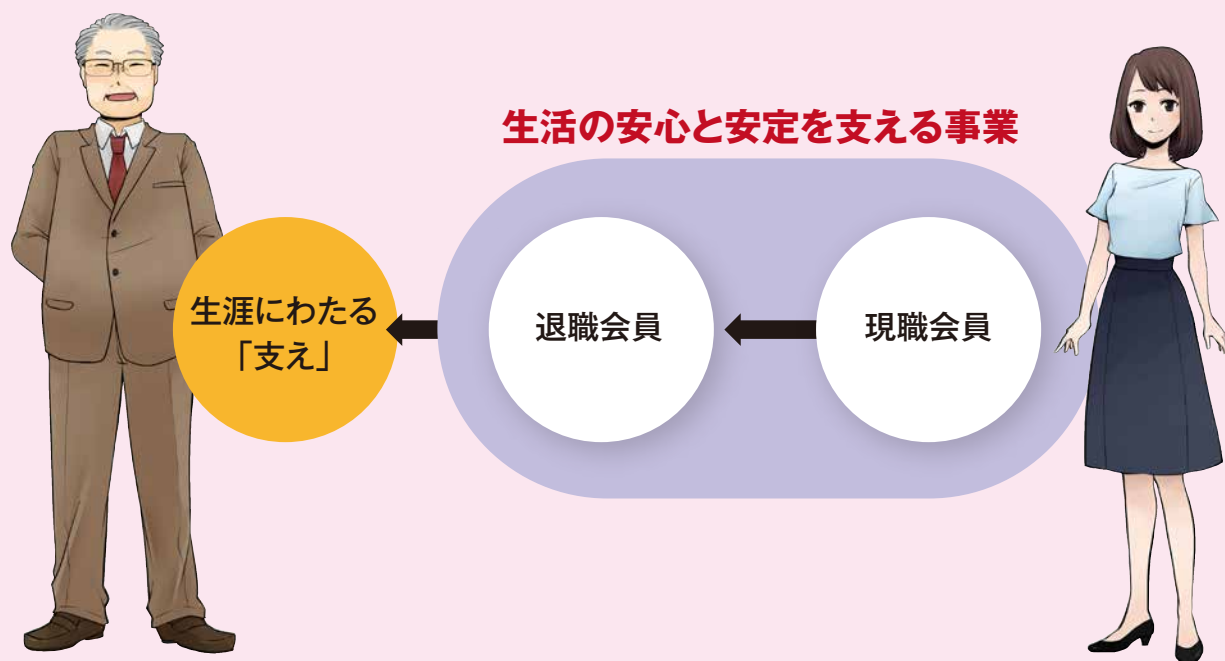 生活の安心と安定を支える事業
生涯にわたる
「支え」
退職会員
現職会員